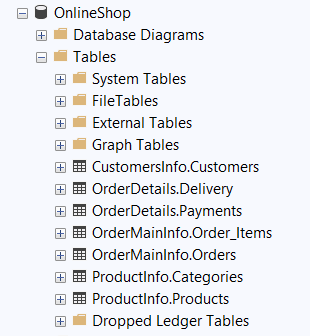 OnlineShop
Database Diagrams
Tables
System Tables
FileTables
External Tables
Graph Tables
CustomersInfo.Customers
OrderDetails.Delivery
OrderDetails.Payments
OrderMainInfo.Order_Items
OrderMainInfo.Orders
ProductInfo.Categories
ProductInfo.Products
Dropped Ledger Tables